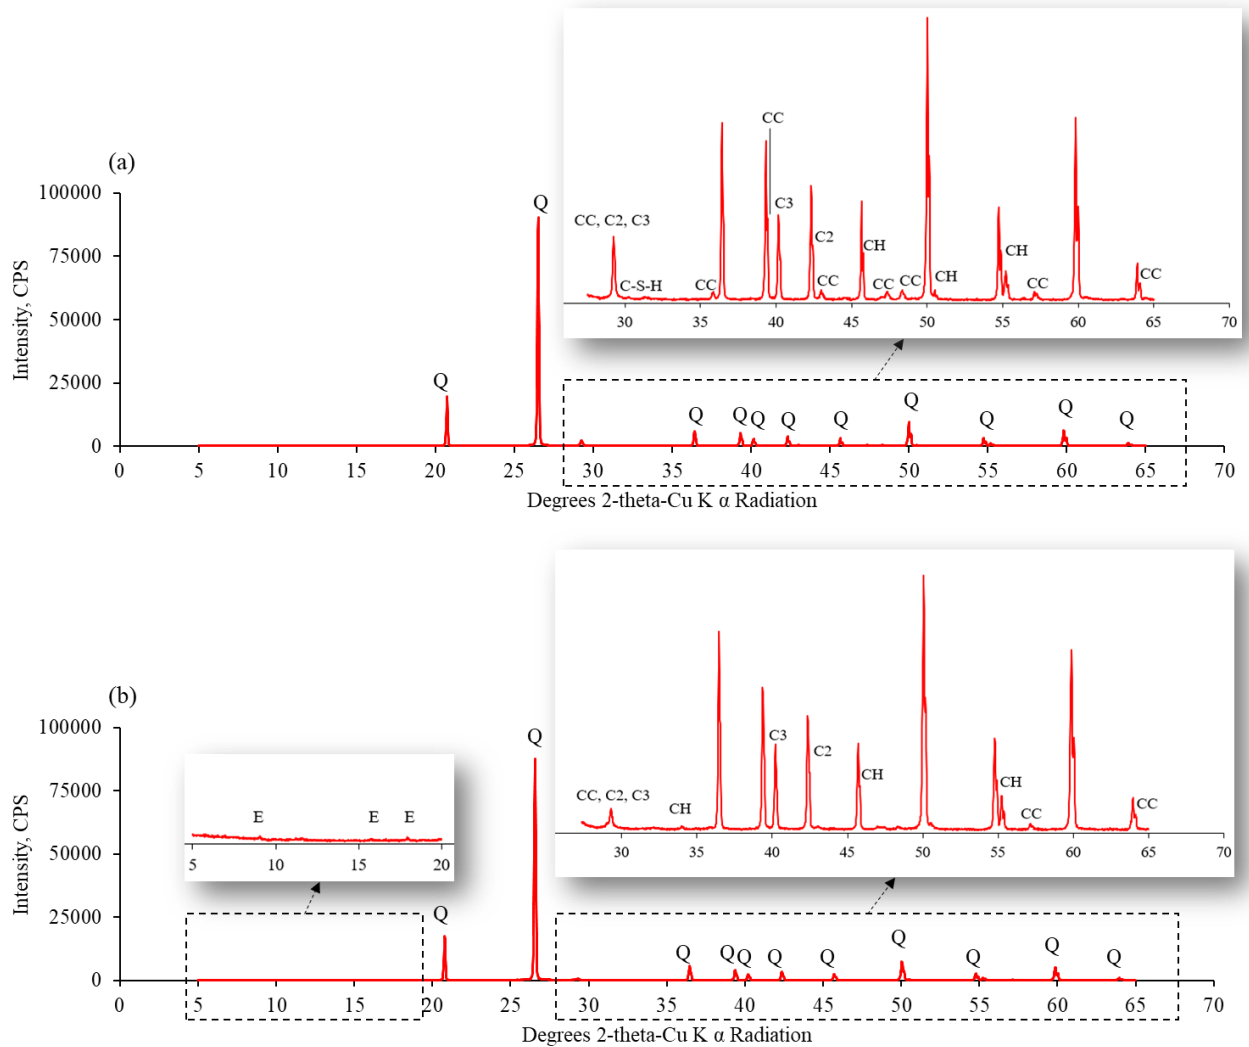 (a)
100000
75000
50000
25000
0
Intensity, CPS
Q
Q
Q
Q
Q
Q
Q
Q
Q
Q
Q
0 5 10 15 20 25 30 35 40 45 50 55 60 65 70
Degrees 2-theta-Cu K α Radiation
CC
CC, C2, C3
C3
C2
C-S-H
CC
CC
CH
CC
CC
CH
CH
CC
CC
30 35 40 45 50 55 60 65 70
(b)
100000
75000
50000
25000
0
Intensity, CPS
Q
Q
Q
Q
Q
Q
Q
Q
Q
Q
Q
0 5 10 15 20 25 30 35 40 45 50 55 60 65 70
Degrees 2-theta-Cu K α Radiation
E E E
5 10 15 20
CC, C2, C3
CH
C3
C2
CH
CH
CC
CC
30 35 40 45 50 55 60 65 70